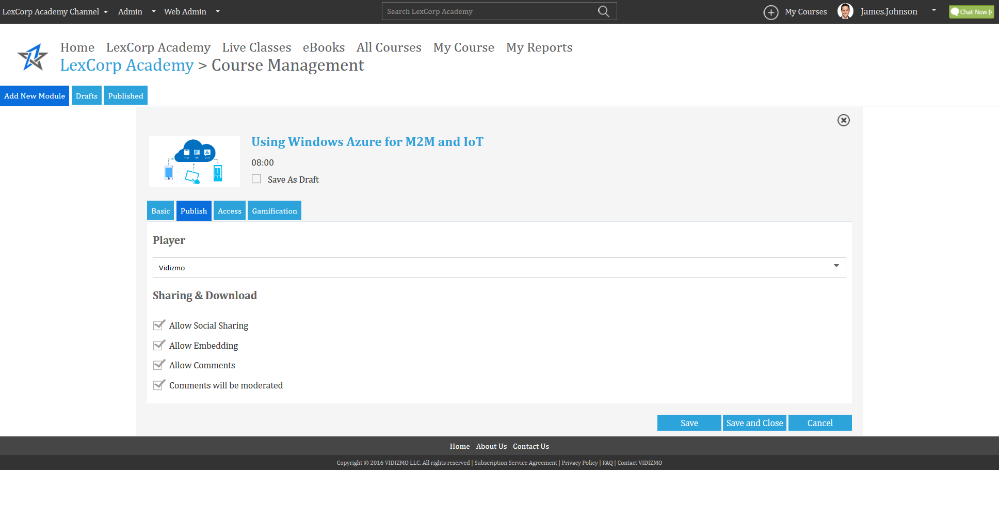 LexCorp Academy Channel Admin Web Admin Search LexCorp Academy My Courses James.Johnson Chat Now
Home LexCorp Academy Live Classes eBooks All Courses My Course My Reports
LexCorp Academy > Course Management
Add New Module Drafts Published
Using Windows Azure for M2M and IoT
08:00
Save As Draft
Basic Publish Access Gamification
Player
Vidizmo
Sharing & Download
Allow Social Sharing
Allow Embedding
Allow Comments
Comments will be moderated
Save Save and Close Cancel
Home | About Us | Contact Us
Copyright © 2016 VIDIZMO LLC. All rights reserved | Subscription Service Agreement | Privacy Policy | FAQ | Contact VIDIZMO